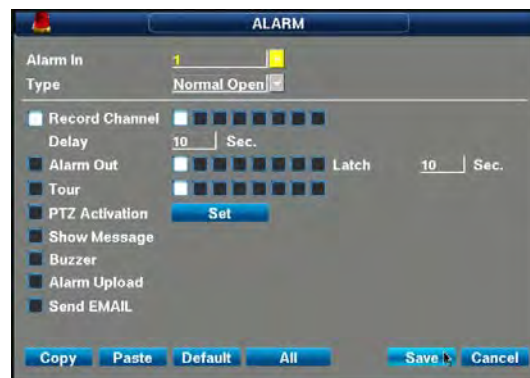 ALARM
Alarm In 1
Type Normal Open
Record Channel
Delay 10 Sec.
Alarm Out Latch 10 Sec.
Tour
PTZ Activation Set
Show Message
Buzzer
Alarm Upload
Send EMAIL
Copy Paste Default All Save Cancel